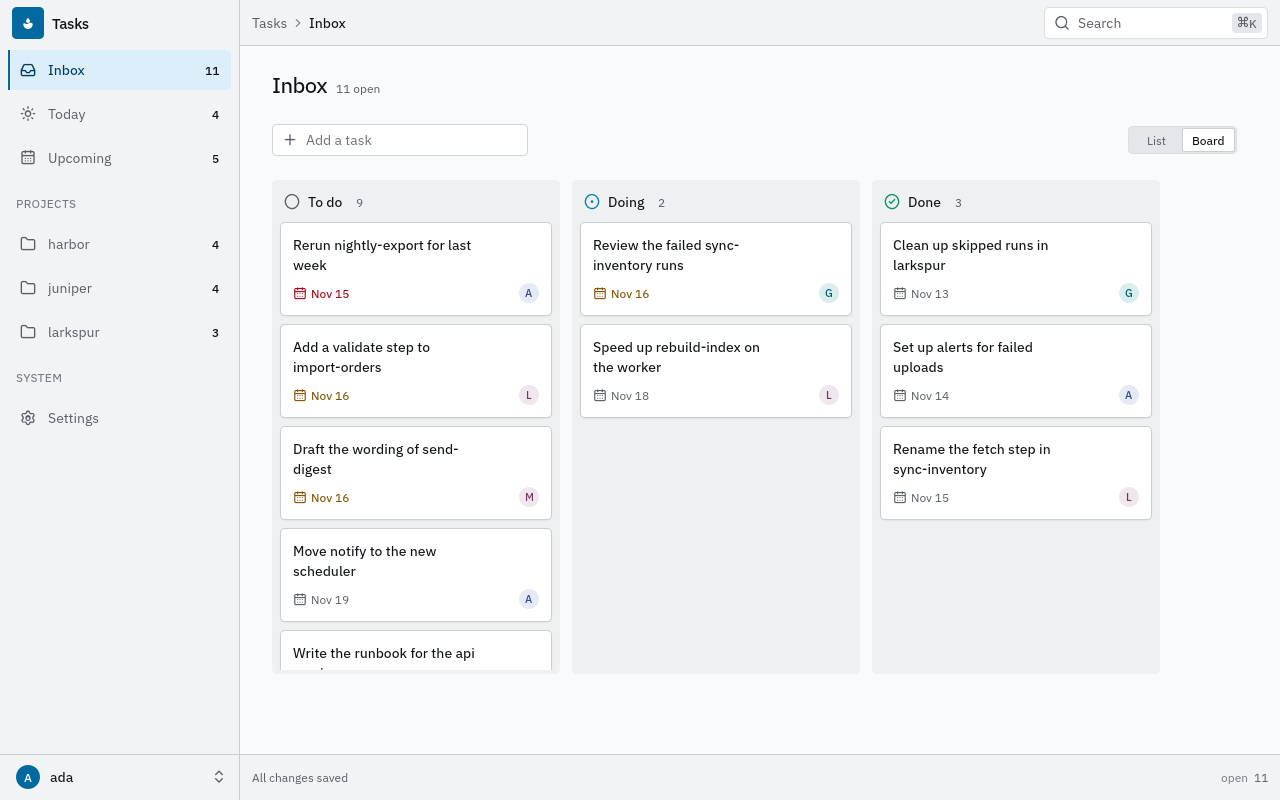 Tasks
Inbox 11
Today 4
Upcoming 5
PROJECTS
harbor 4
juniper 4
larkspur 3
SYSTEM
Settings
A ada
Tasks > Inbox
Search ⌘K
Inbox 11 open
Add a task
List Board
To do 9
Rerun nightly-export for last
week
Nov 15 A
Add a validate step to
import-orders
Nov 16 L
Draft the wording of send-
digest
Nov 16 M
Move notify to the new
scheduler
Nov 19 A
Write the runbook for the api
Doing 2
Review the failed sync-
inventory runs
Nov 16 G
Speed up rebuild-index on
the worker
Nov 18 L
Done 3
Clean up skipped runs in
larkspur
Nov 13 G
Set up alerts for failed
uploads
Nov 14 A
Rename the fetch step in
sync-inventory
Nov 15 L
All changes saved
open 11